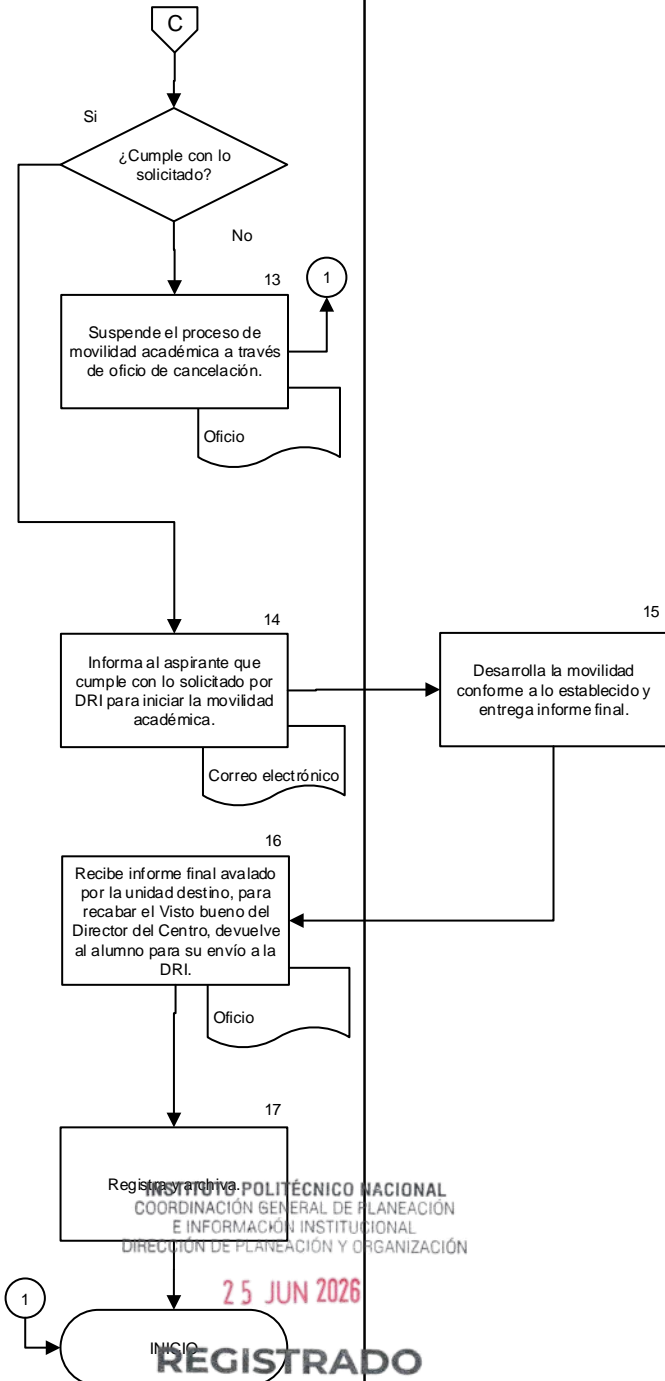 C
Si
¿Cumple con lo
solicitado?
No
13
1
Suspende el proceso de
movilidad académica a través
de oficio de cancelación.
Oficio
14
Informa al aspirante que
cumple con lo solicitado por
DRI para iniciar la movilidad
académica.
Correo electrónico
15
Desarrolla la movilidad
conforme a lo establecido y
entrega informe final.
16
Recibe informe final avalado
por la unidad destino, para
recabar el Visto bueno del
Director del Centro, devuelve
al alumno para su envío a la
DRI.
Oficio
17
Registra y archiva.
INSTITUTO POLITÉCNICO NACIONAL
COORDINACIÓN GENERAL DE PLANEACIÓN
E INFORMACIÓN INSTITUCIONAL
DIRECCIÓN DE PLANEACIÓN Y ORGANIZACIÓN
25 JUN 2026
1
INICIO
REGISTRADO